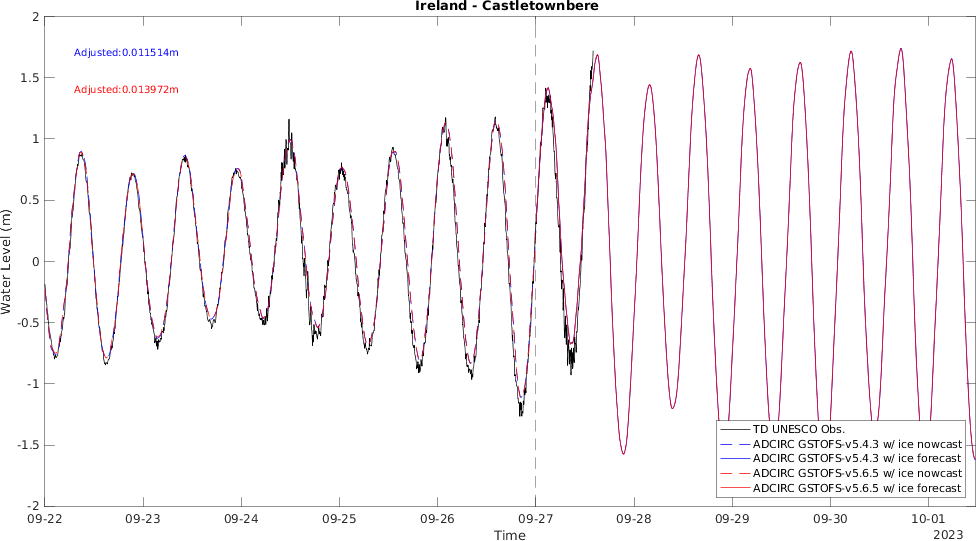 Ireland - Castletownbere
Adjusted:0.011514m
Adjusted:0.013972m
Water Level (m)
2
1.5
1
0.5
0
-0.5
-1
-1.5
-2
TD UNESCO Obs.
ADCIRC GSTOFS-v5.4.3 w/ ice nowcast
ADCIRC GSTOFS-v5.4.3 w/ ice forecast
ADCIRC GSTOFS-v5.6.5 w/ ice nowcast
ADCIRC GSTOFS-v5.6.5 w/ ice forecast
09-22 09-23 09-24 09-25 09-26 09-27 09-28 09-29 09-30 10-01
Time
2023